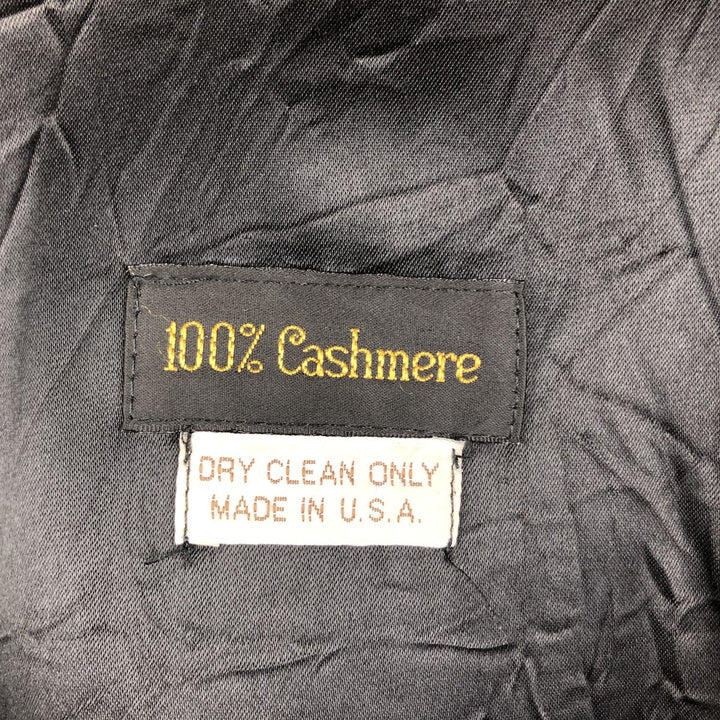 100% Cashmere
DRY CLEAN ONLY
MADE IN U.S.A.